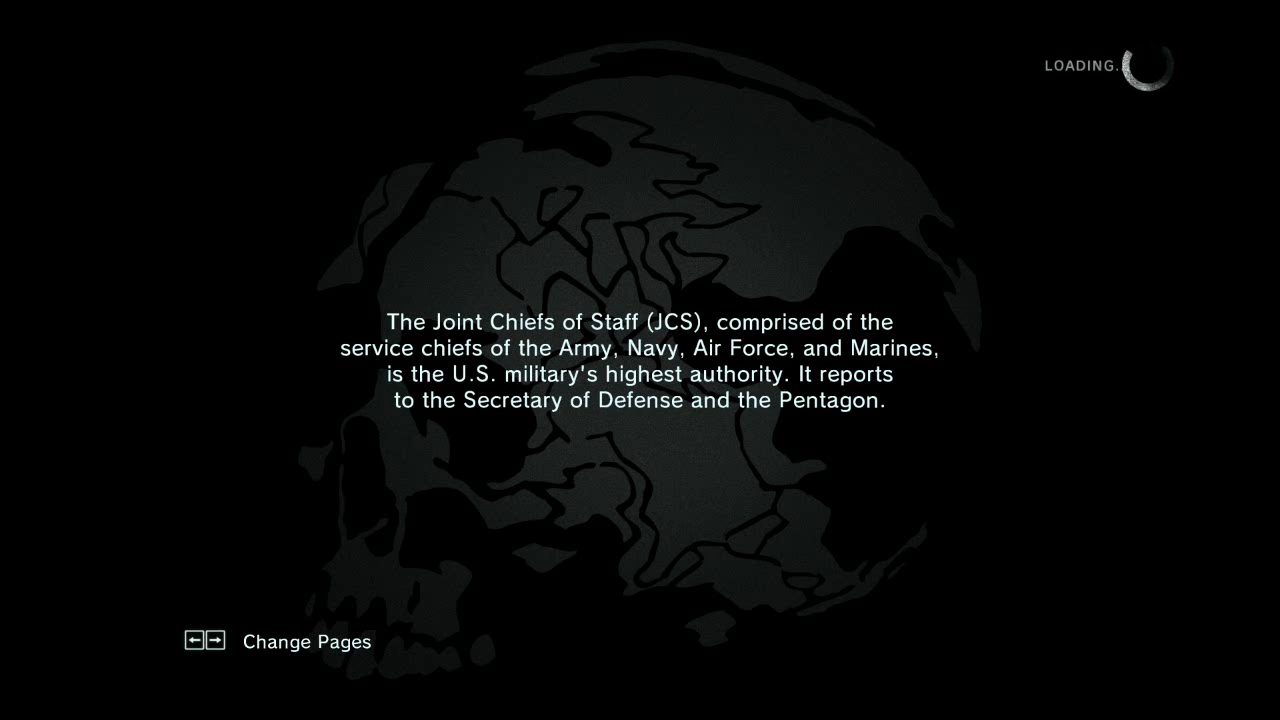 LOADING.
The Joint Chiefs of Staff (JCS), comprised of the
service chiefs of the Army, Navy, Air Force, and Marines,
is the U.S. military's highest authority. It reports
to the Secretary of Defense and the Pentagon.
Change Pages